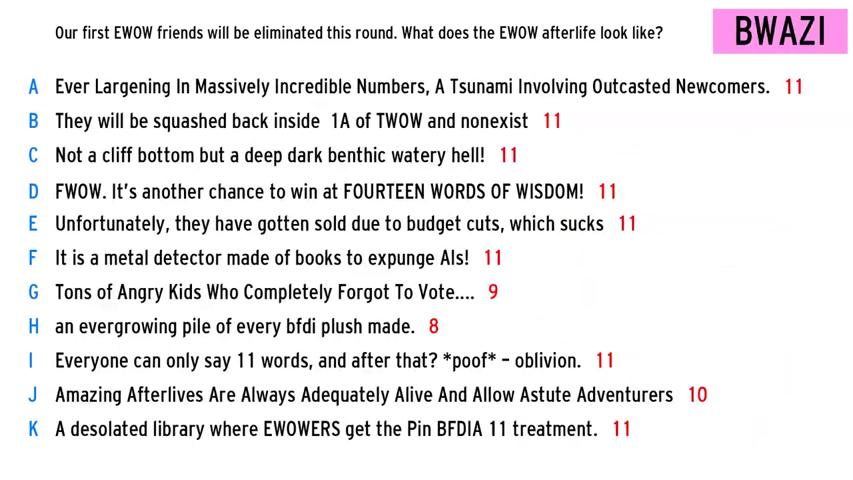 Our first EWOW friends will be eliminated this round. What does the EWOW afterlife look like?
BWAZI
A Ever Largening In Massively Incredible Numbers, A Tsunami Involving Outcasted Newcomers. 11
B They will be squashed back inside 1A of TWOW and nonexist 11
C Not a cliff bottom but a deep dark benthic watery hell! 11
D FWOW. It's another chance to win at FOURTEEN WORDS OF WISDOM! 11
E Unfortunately, they have gotten sold due to budget cuts, which sucks 11
F It is a metal detector made of books to expunge AIs! 11
G Tons of Angry Kids Who Completely Forgot To Vote.... 9
H an evergrowing pile of every bfdi plush made. 8
I Everyone can only say 11 words, and after that? *poof* – oblivion. 11
J Amazing Afterlives Are Always Adequately Alive And Allow Astute Adventurers 10
K A desolated library where EWOWERS get the Pin BFDIA 11 treatment. 11